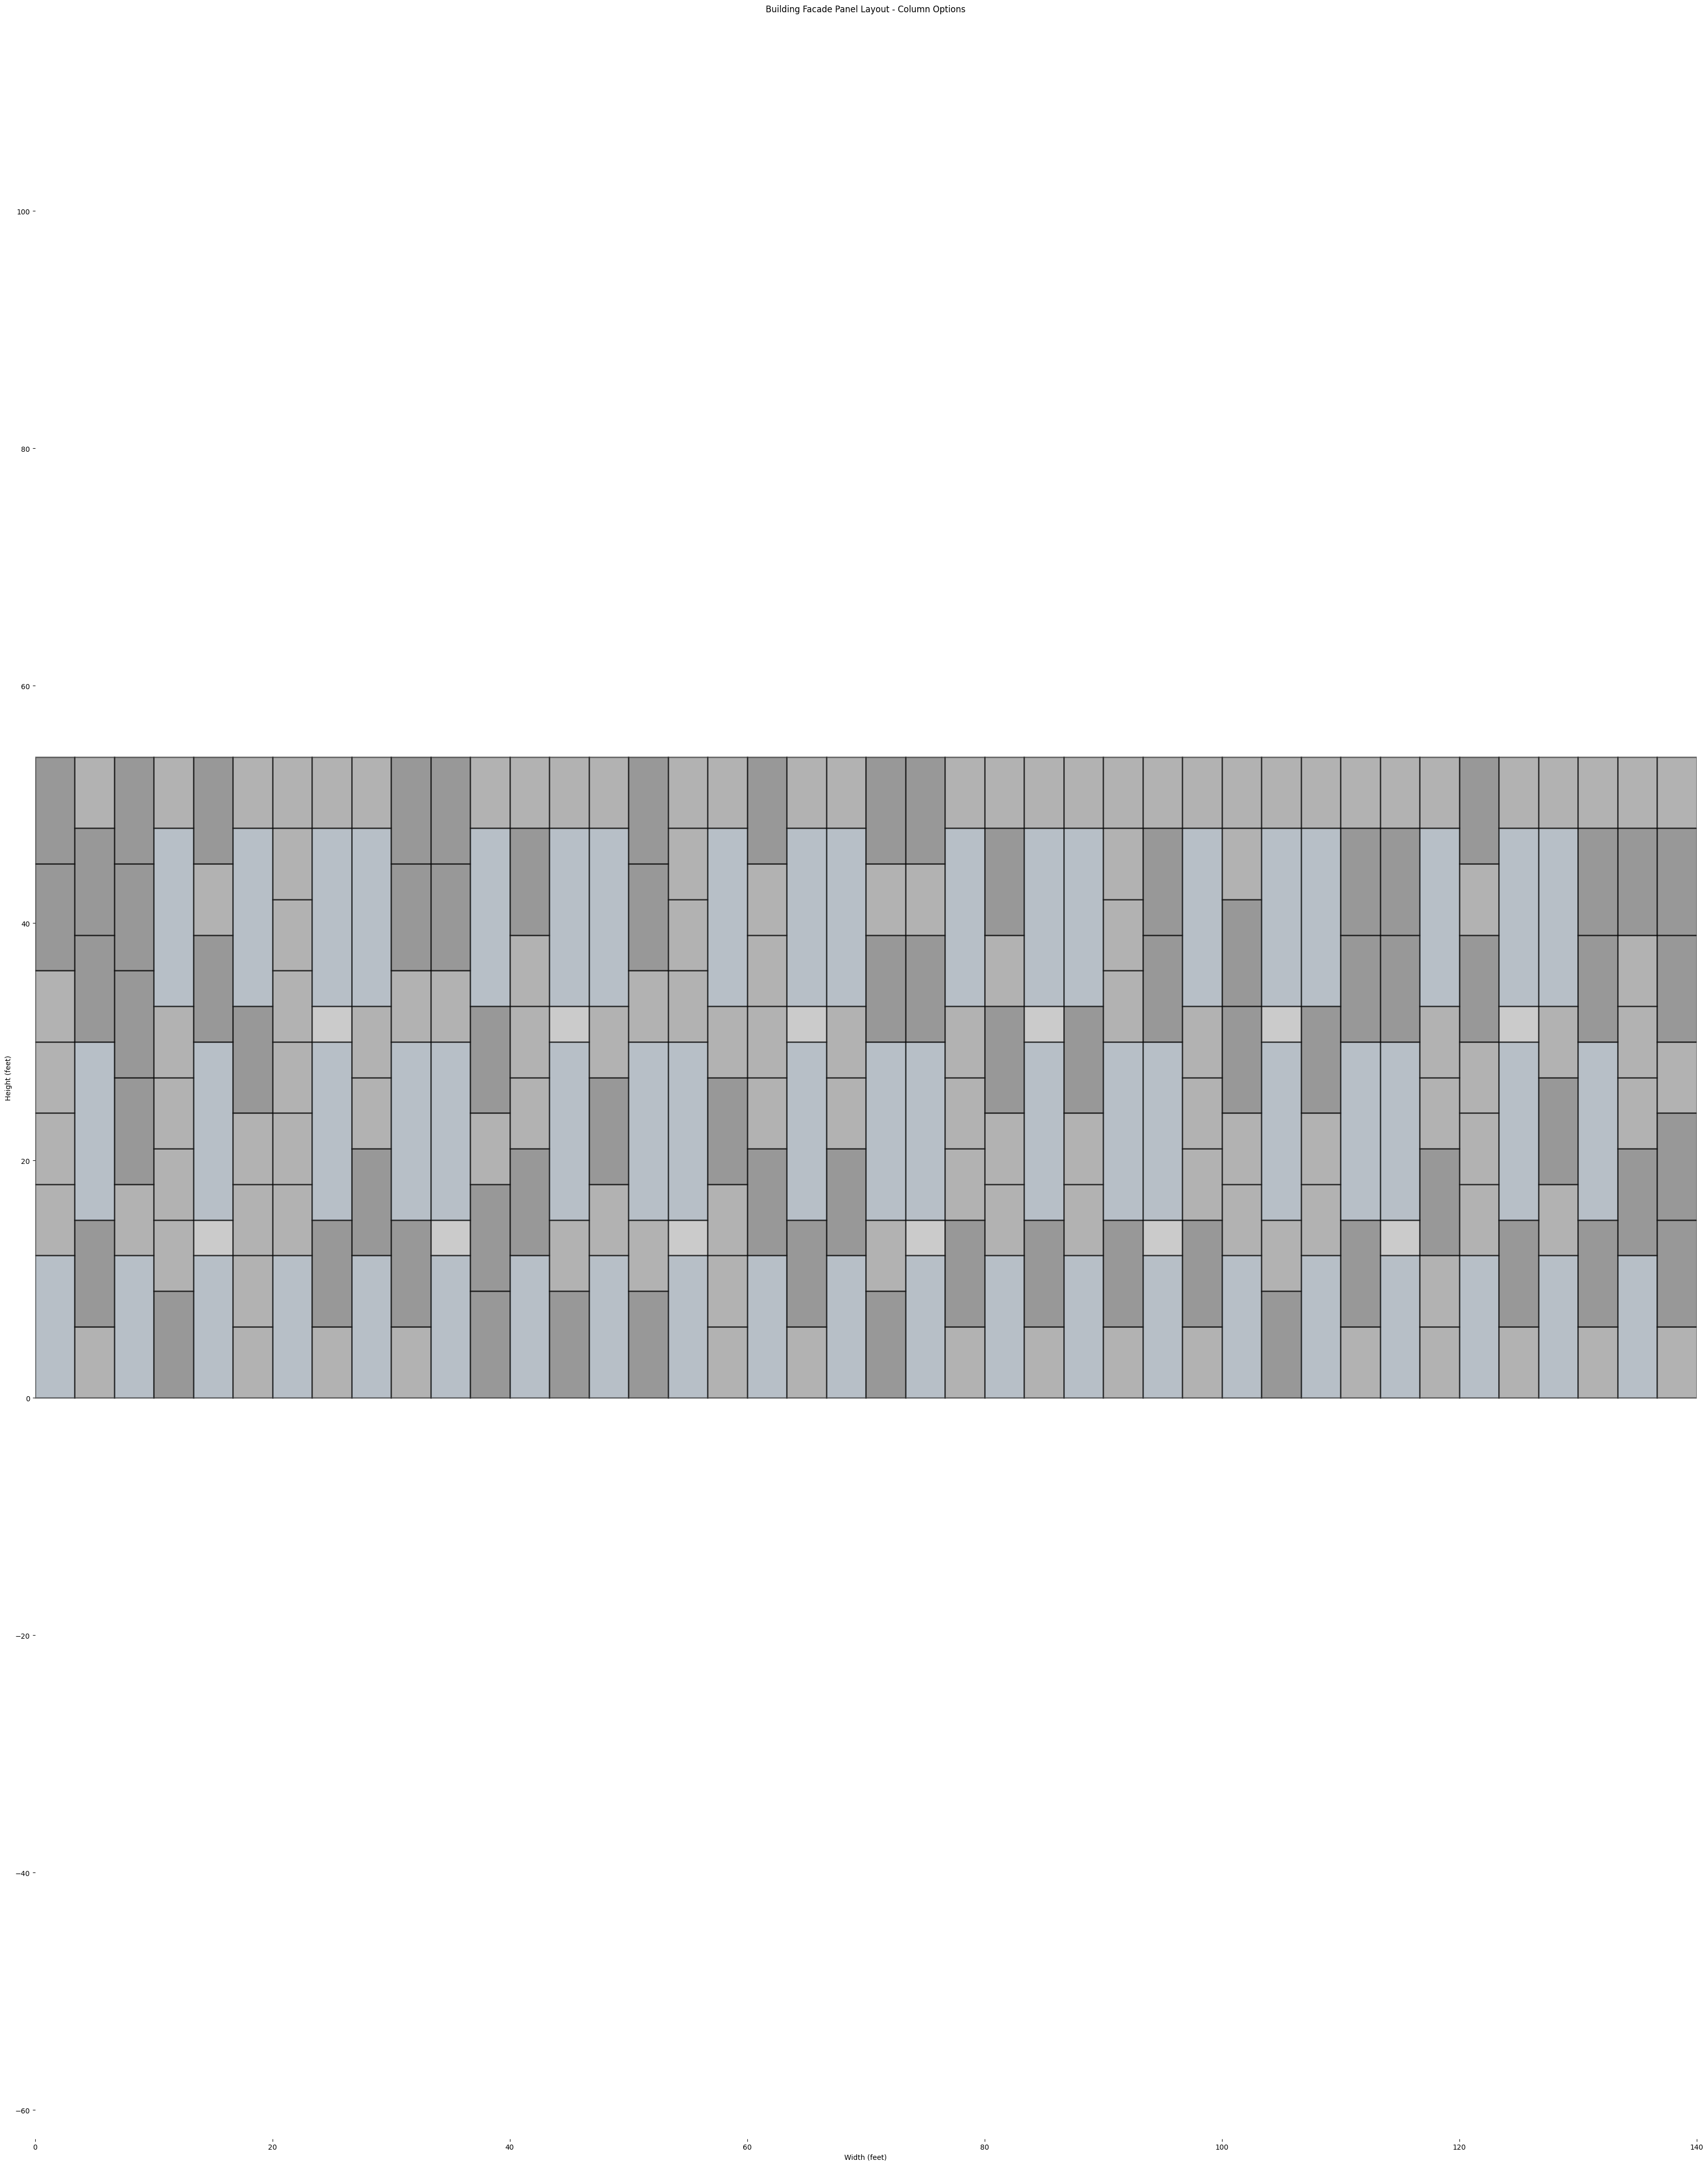 Building Facade Panel Layout - Column Options
100
80
60
40
20
0
−20
−40
−60
Height (feet)
0 20 40 60 80 100 120 140
Width (feet)